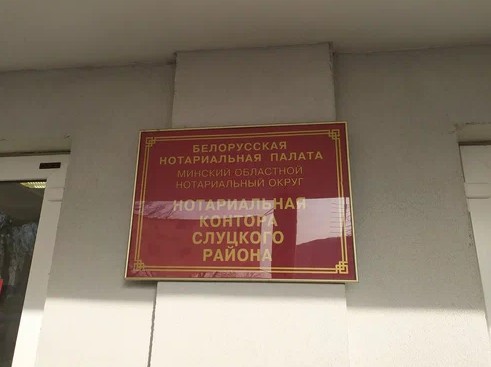 БЕЛОРУССКАЯ
НОТАРИАЛЬНАЯ ПАЛАТА
МИНСКИЙ ОБЛАСТНОЙ
НОТАРИАЛЬНЫЙ ОКРУГ
НОТАРИАЛЬНАЯ
КОНТОРА
СЛУЦКОГО
РАЙОНА